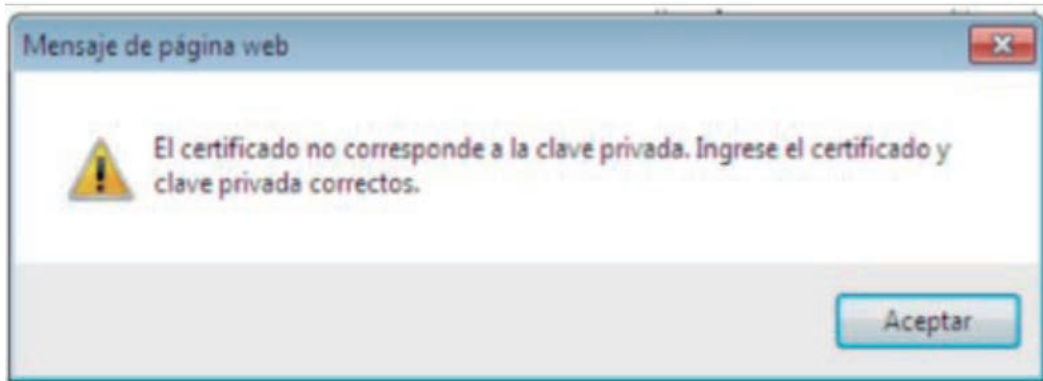 Mensaje de página web
El certificado no corresponde a la clave privada. Ingrese el certificado y
clave privada correctos.
Aceptar